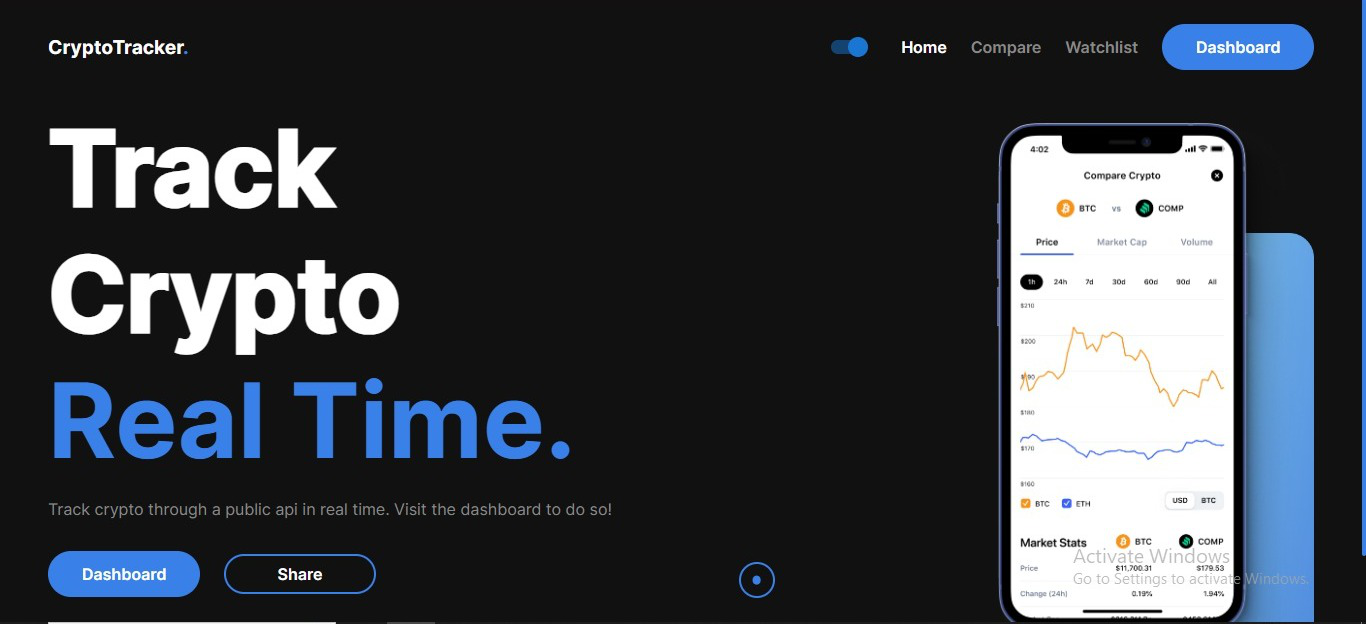 CryptoTracker.
Home Compare Watchlist Dashboard
Track
Crypto
Real Time.
Track crypto through a public api in real time. Visit the dashboard to do so!
Dashboard Share
4:02
Compare Crypto
BTC vs COMP
Price Market Cap Volume
1h 24h 7d 30d 60d 90d All
$210
$200
$190
$180
$170
$160
BTC ETH USD BTC
Market Stats BTC COMP
Price $11,700.31 $179.53
Change (24h) 0.19% 1.94%
Activate Windows
Go to Settings to activate Windows.